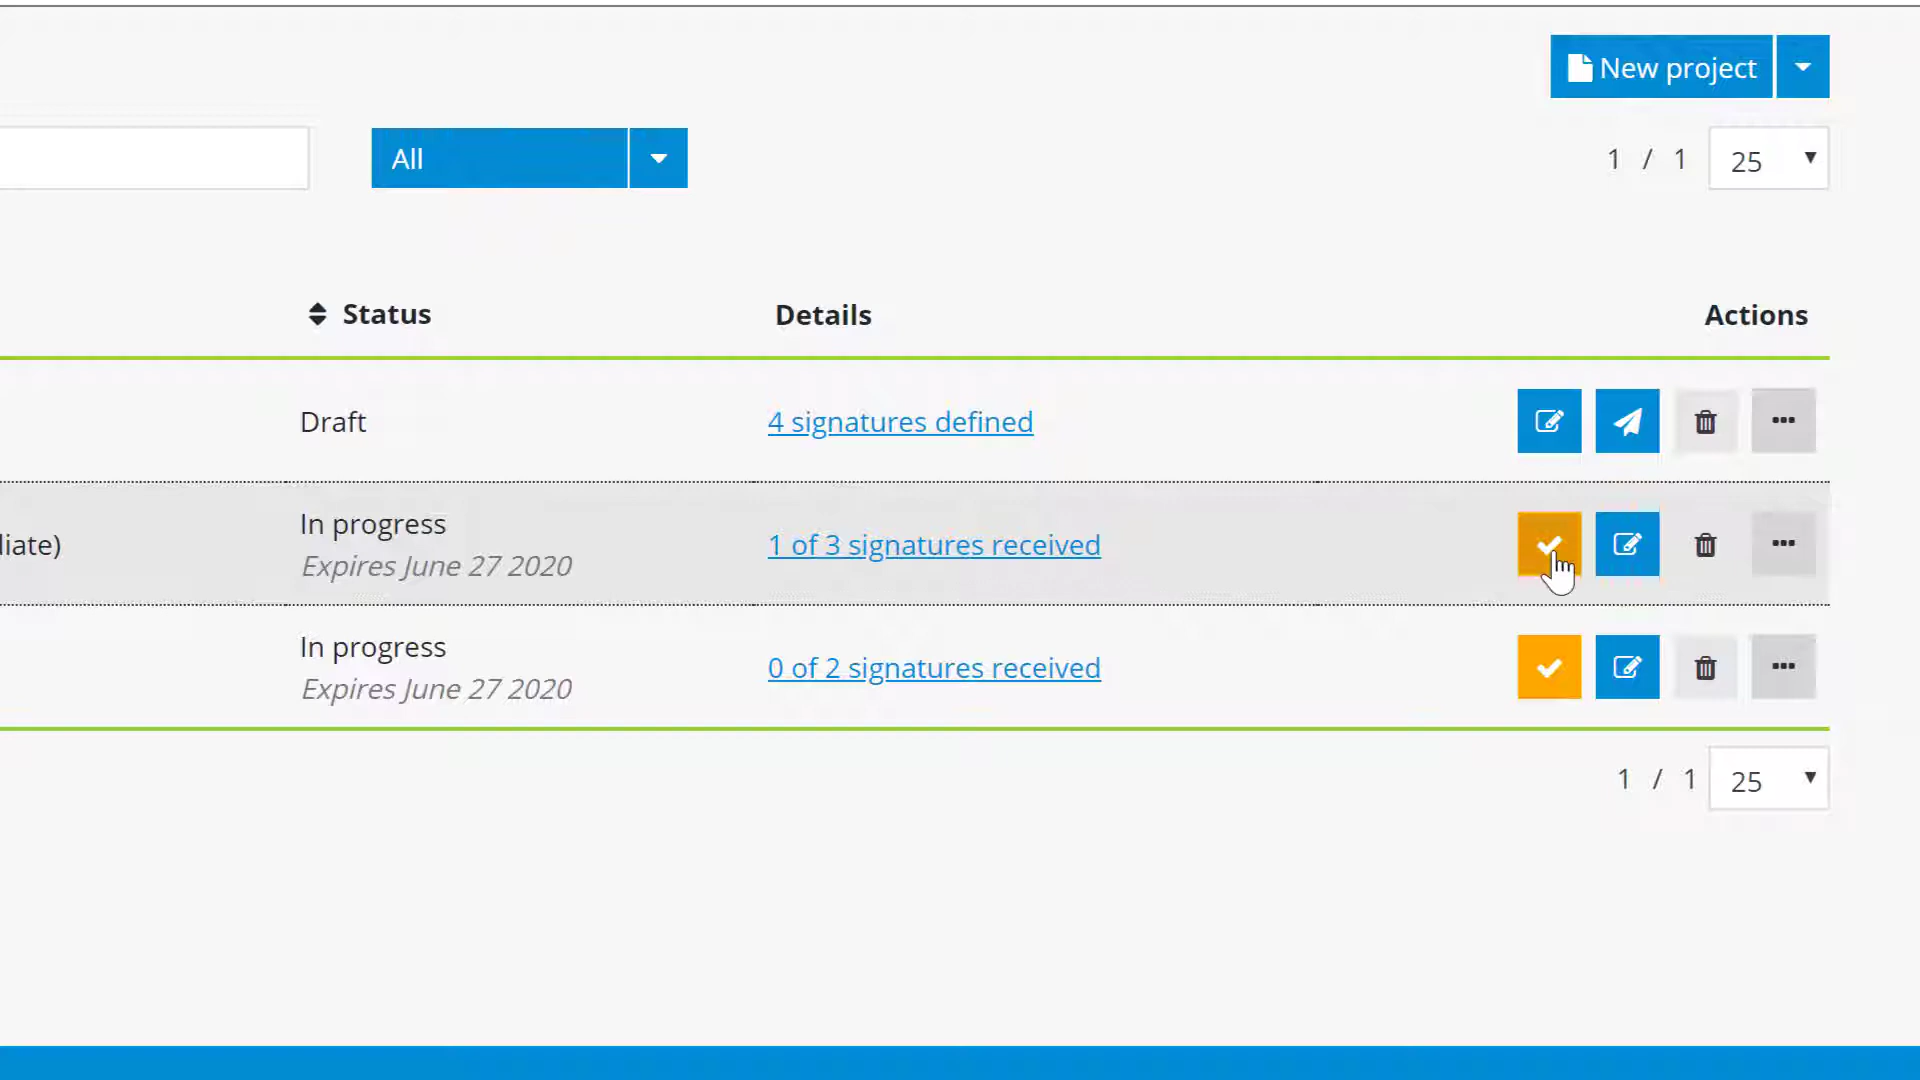 New project
All
1 / 1
25
Status
Details
Actions
Draft
4 signatures defined
In progress
Expires June 27 2020
liate)
1 of 3 signatures received
In progress
Expires June 27 2020
0 of 2 signatures received
1 / 1
25